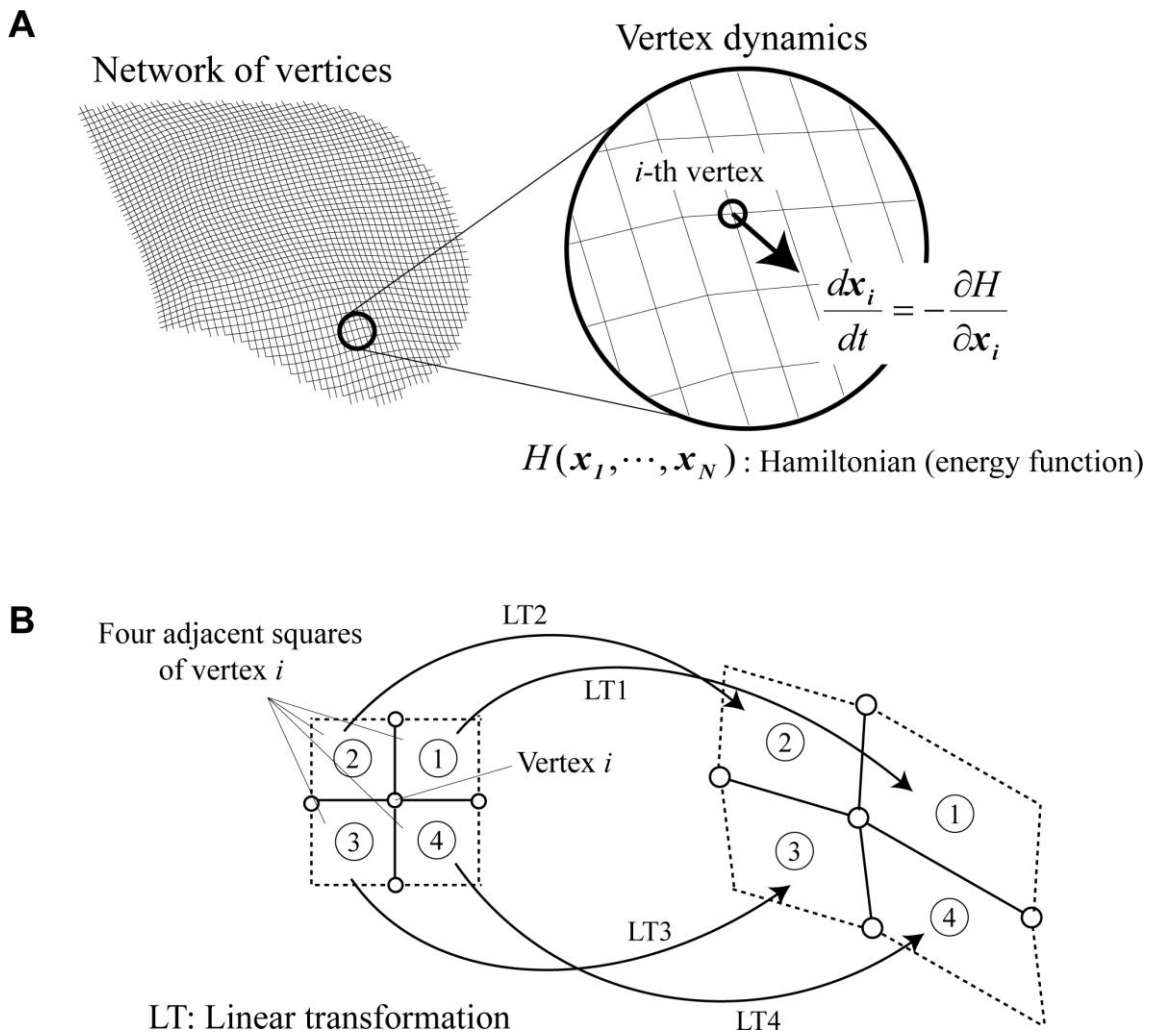 A
Network of vertices
Vertex dynamics
i-th vertex
dx_i/dt = -∂H/∂x_i
H(x_1,⋯,x_N) : Hamiltonian (energy function)
B
Four adjacent squares
of vertex i
LT2
LT1
2
1
Vertex i
3
4
2
1
3
4
LT3
LT4
LT: Linear transformation